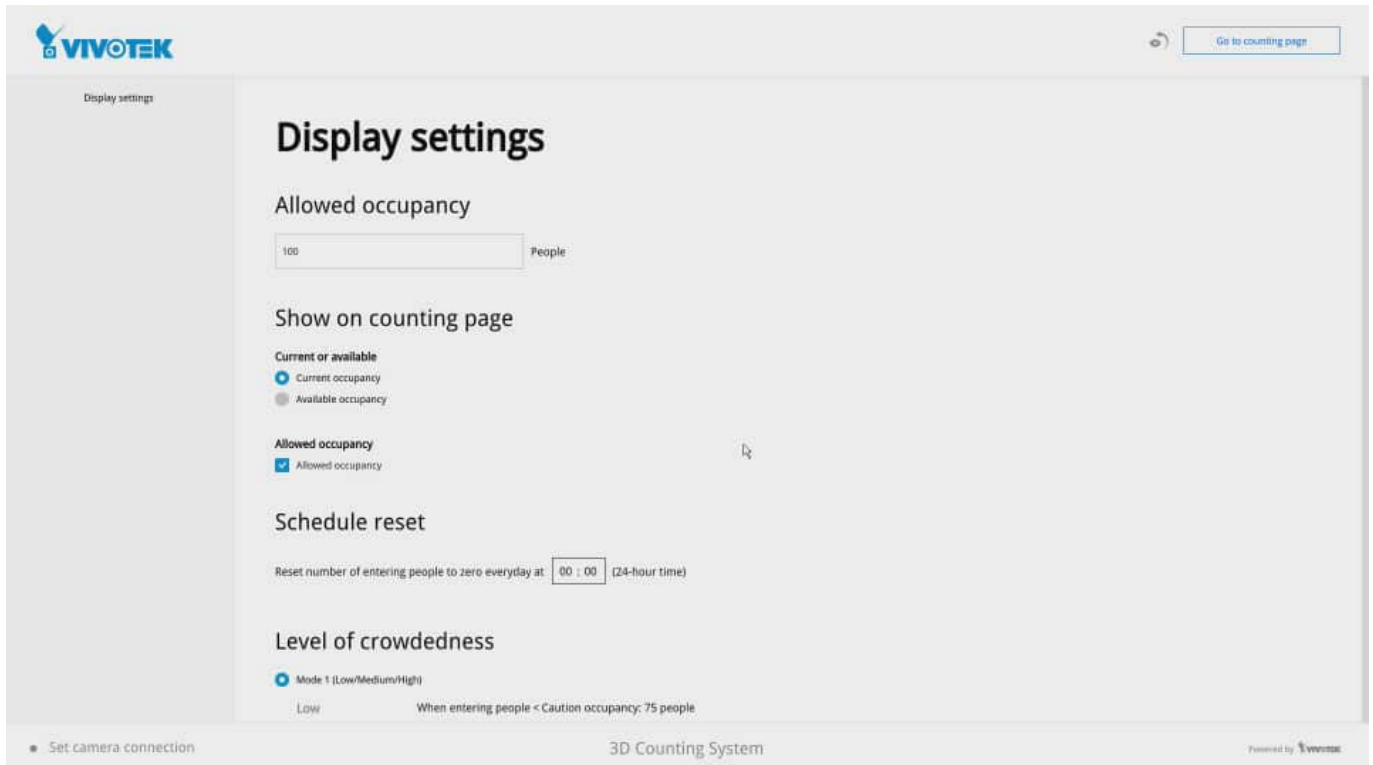 VIVOTEK
Go to counting page
Display settings
Display settings
Allowed occupancy
100 People
Show on counting page
Current or available
Current occupancy
Available occupancy
Allowed occupancy
Allowed occupancy
Schedule reset
Reset number of entering people to zero everyday at 00 : 00 (24-hour time)
Level of crowdedness
Mode 1 (Low/Medium/High)
Low When entering people < Caution occupancy: 75 people
Set camera connection
3D Counting System
Powered by VIVOTEK